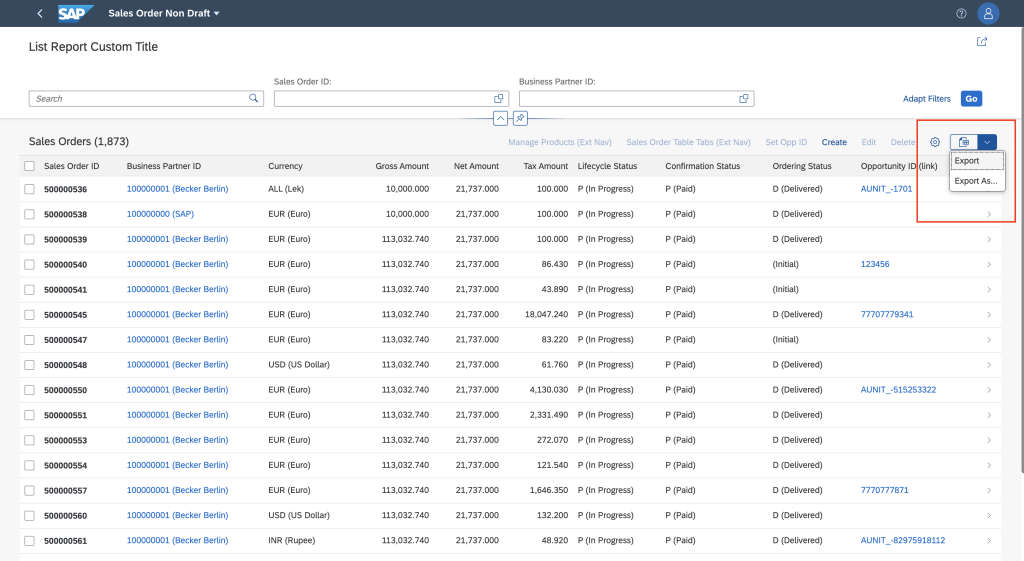 SAP Sales Order Non Draft
List Report Custom Title
Sales Order ID: Business Partner ID:
Search Adapt Filters Go
Sales Orders (1,873) Manage Products (Ext Nav) Sales Order Table Tabs (Ext Nav) Set Opp ID Create Edit Delete
Export
Export As...
Sales Order ID Business Partner ID Currency Gross Amount Net Amount Tax Amount Lifecycle Status Confirmation Status Ordering Status Opportunity ID (link)
500000536 100000001 (Becker Berlin) ALL (Lek) 10,000.000 21,737.000 100.000 P (In Progress) P (Paid) D (Delivered) AUNIT_-1701
500000538 100000000 (SAP) EUR (Euro) 10,000.000 21,737.000 100.000 P (In Progress) P (Paid) D (Delivered)
500000539 100000001 (Becker Berlin) EUR (Euro) 113,032.740 21,737.000 100.000 P (In Progress) P (Paid) D (Delivered)
500000540 100000001 (Becker Berlin) EUR (Euro) 113,032.740 21,737.000 86.430 P (In Progress) P (Paid) (Initial) 123456
500000541 100000001 (Becker Berlin) EUR (Euro) 113,032.740 21,737.000 43.890 P (In Progress) P (Paid) (Initial)
500000545 100000001 (Becker Berlin) EUR (Euro) 113,032.740 21,737.000 18,047.240 P (In Progress) P (Paid) D (Delivered) 77707779341
500000547 100000001 (Becker Berlin) EUR (Euro) 113,032.740 21,737.000 83.220 P (In Progress) P (Paid) (Initial)
500000548 100000001 (Becker Berlin) USD (US Dollar) 113,032.740 21,737.000 61.760 P (In Progress) P (Paid) D (Delivered)
500000550 100000001 (Becker Berlin) EUR (Euro) 113,032.740 21,737.000 4,130.030 P (In Progress) P (Paid) D (Delivered) AUNIT_-515253322
500000551 100000001 (Becker Berlin) EUR (Euro) 113,032.740 21,737.000 2,331.490 P (In Progress) P (Paid) D (Delivered)
500000553 100000001 (Becker Berlin) EUR (Euro) 113,032.740 21,737.000 272.070 P (In Progress) P (Paid) D (Delivered)
500000554 100000001 (Becker Berlin) EUR (Euro) 113,032.740 21,737.000 121.540 P (In Progress) P (Paid) D (Delivered)
500000557 100000001 (Becker Berlin) EUR (Euro) 113,032.740 21,737.000 1,646.350 P (In Progress) P (Paid) D (Delivered) 7770777871
500000560 100000001 (Becker Berlin) USD (US Dollar) 113,032.740 21,737.000 132.200 P (In Progress) P (Paid) D (Delivered)
500000561 100000001 (Becker Berlin) INR (Rupee) 113,032.740 21,737.000 48.920 P (In Progress) P (Paid) D (Delivered) AUNIT_-82975918112